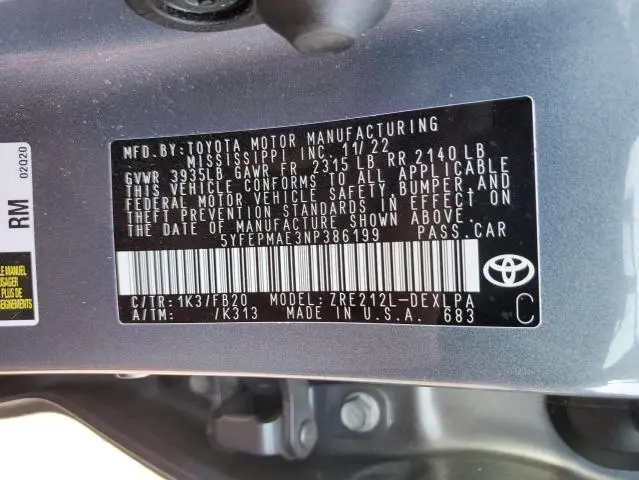 MFD.BY:TOYOTA MOTOR MANUFACTURING
MISSISSIPPI INC. 11/22
GVWR 3935LB GAWR FR 2315 LB RR 2140 LB
THIS VEHICLE CONFORMS TO ALL APPLICABLE
FEDERAL MOTOR VEHICLE SAFETY, BUMPER, AND
THEFT PREVENTION STANDARDS IN EFFECT ON
THE DATE OF MANUFACTURE SHOWN ABOVE.
5YFEPMAE3NP386199 PASS.CAR
C/TR:1K3/FB20 MODEL:ZRE212L-DEXLPA
A/TM: /K313 MADE IN U.S.A. 683
C
RM
02020